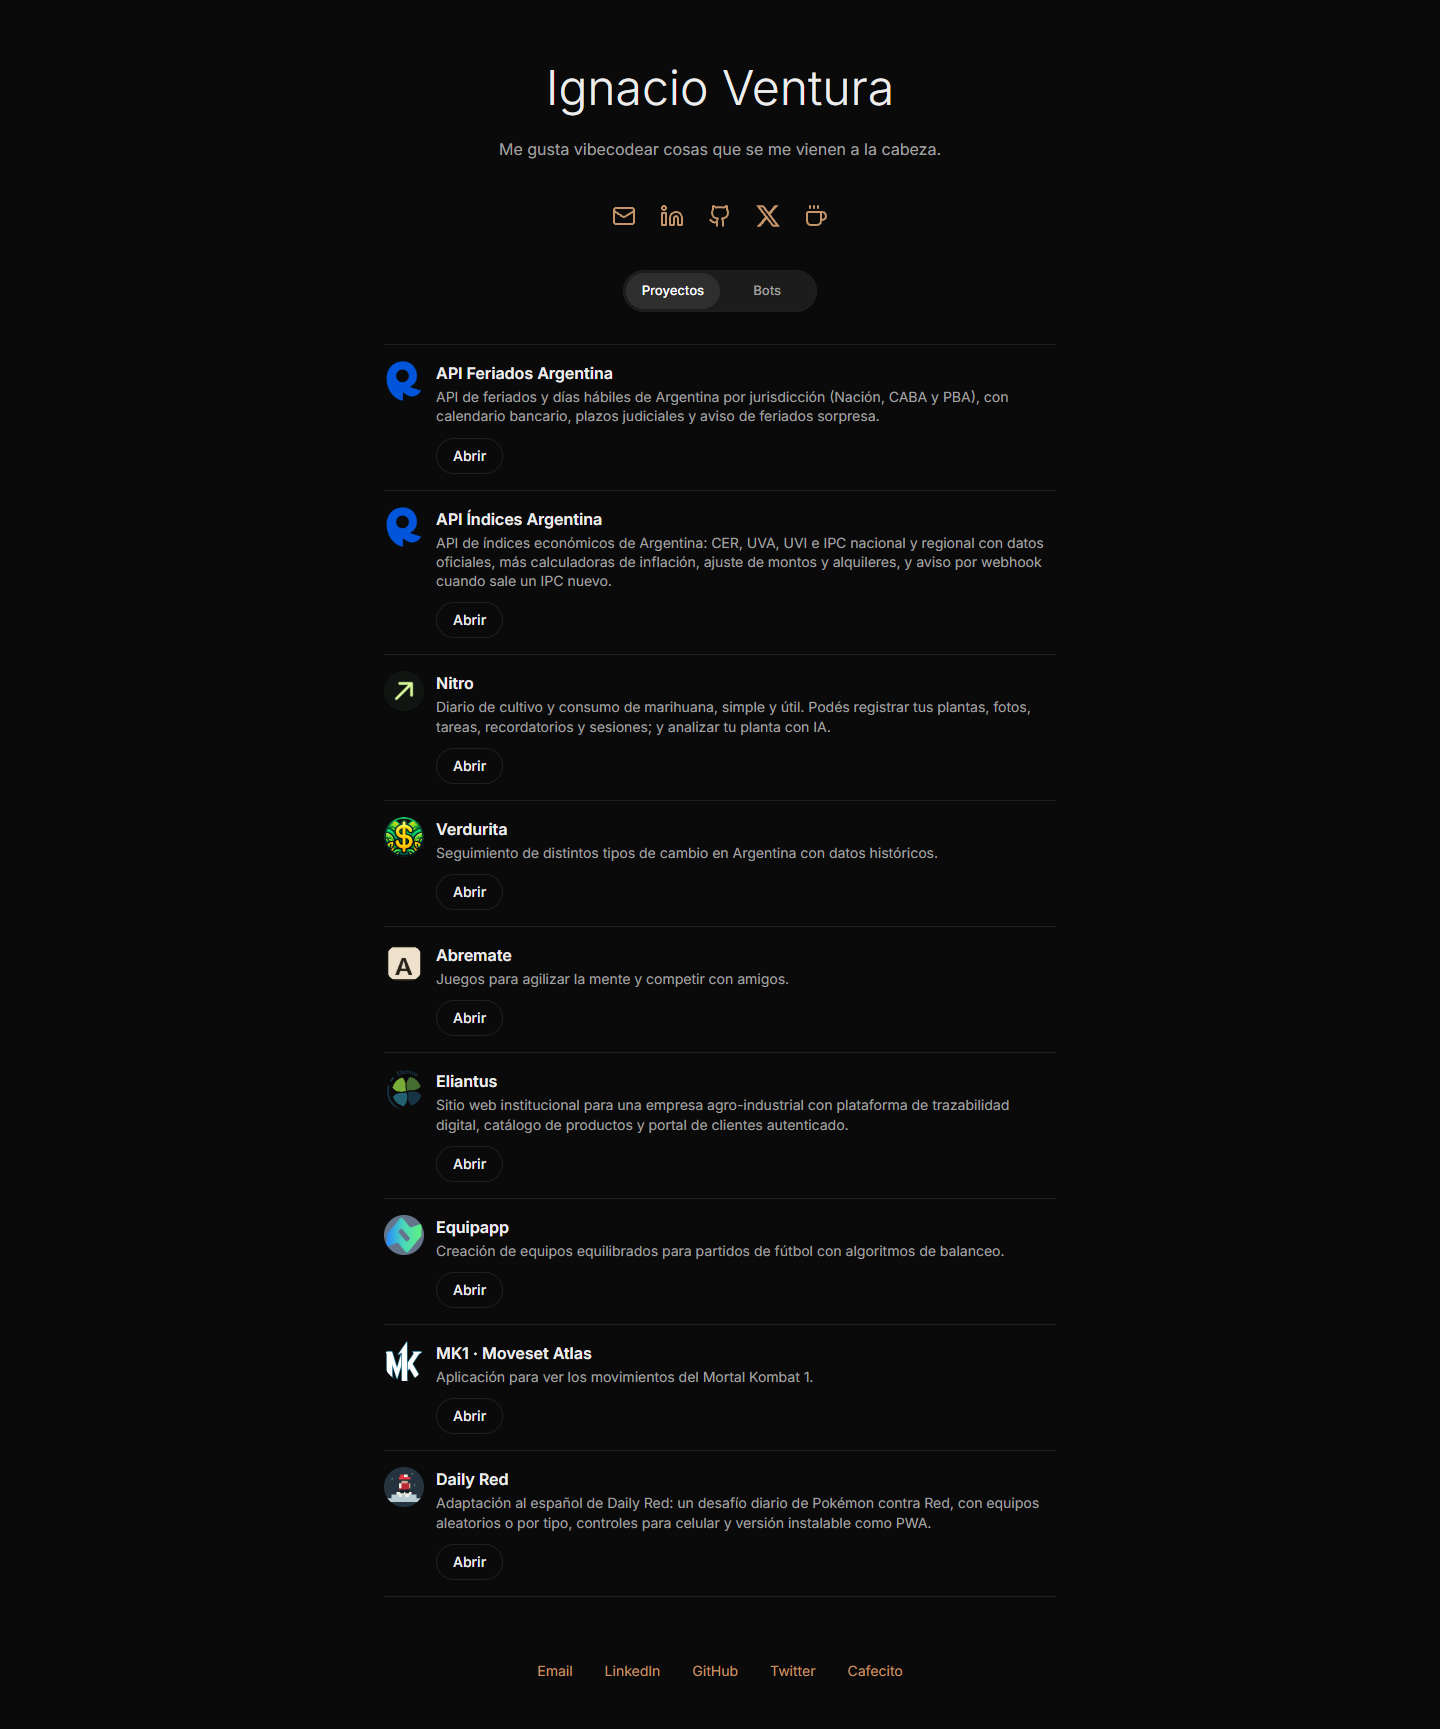 Ignacio Ventura
Me gusta vibecodear cosas que se me vienen a la cabeza.
Proyectos
Bots
API Feriados Argentina
API de feriados y días hábiles de Argentina por jurisdicción (Nación, CABA y PBA), con
calendario bancario, plazos judiciales y aviso de feriados sorpresa.
Abrir
API Índices Argentina
API de índices económicos de Argentina: CER, UVA, UVI e IPC nacional y regional con datos
oficiales, más calculadoras de inflación, ajuste de montos y alquileres, y aviso por webhook
cuando sale un IPC nuevo.
Abrir
Nitro
Diario de cultivo y consumo de marihuana, simple y útil. Podés registrar tus plantas, fotos,
tareas, recordatorios y sesiones; y analizar tu planta con IA.
Abrir
$
Verdurita
Seguimiento de distintos tipos de cambio en Argentina con datos históricos.
Abrir
A
Abremate
Juegos para agilizar la mente y competir con amigos.
Abrir
Eliantus
Sitio web institucional para una empresa agro-industrial con plataforma de trazabilidad
digital, catálogo de productos y portal de clientes autenticado.
Abrir
Equipapp
Creación de equipos equilibrados para partidos de fútbol con algoritmos de balanceo.
Abrir
MK
MK1 · Moveset Atlas
Aplicación para ver los movimientos del Mortal Kombat 1.
Abrir
Daily Red
Adaptación al español de Daily Red: un desafío diario de Pokémon contra Red, con equipos
aleatorios o por tipo, controles para celular y versión instalable como PWA.
Abrir
Email
LinkedIn
GitHub
Twitter
Cafecito